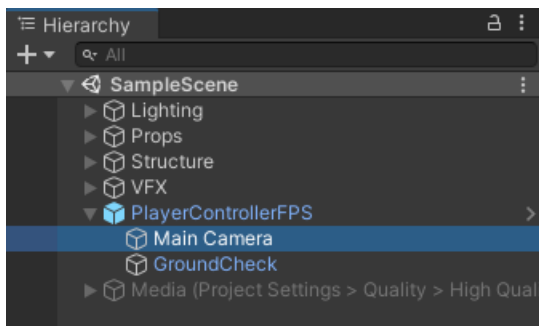 Hierarchy
All
SampleScene
Lighting
Props
Structure
VFX
PlayerControllerFPS
Main Camera
GroundCheck
Media (Project Settings > Quality > High Qual